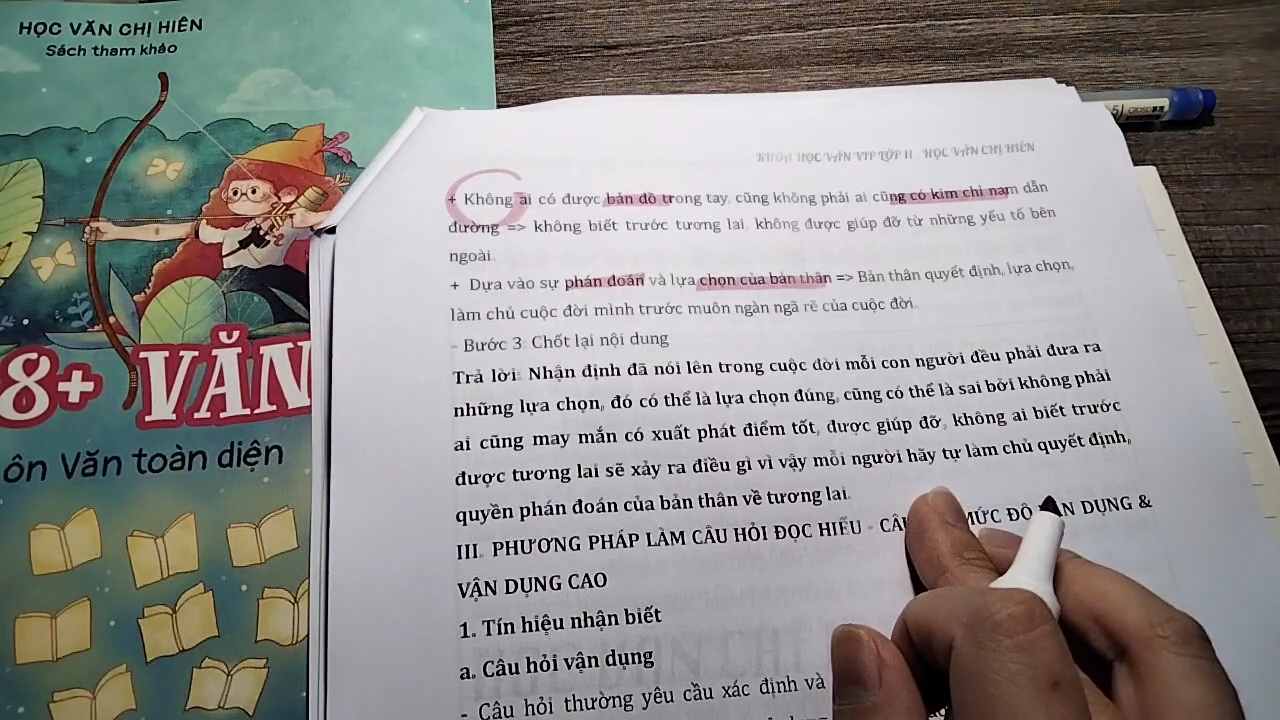 HỌC VĂN CHỊ HIÊN
Sách tham khảo
8+ VĂN
ôn Văn toàn diện
KHOÁ HỌC VĂN VIP LỚP 11 HỌC VĂN CHỊ HIÊN
+ Không ai có được bản đồ trong tay, cũng không phải ai cũng có kim chỉ nam dẫn
đường => không biết trước tương lai, không được giúp đỡ từ những yếu tố bên
ngoài.
+ Dựa vào sự phán đoán và lựa chọn của bản thân => Bản thân quyết định, lựa chọn,
làm chủ cuộc đời mình trước muôn ngàn ngã rẽ của cuộc đời.
- Bước 3: Chốt lại nội dung
Trả lời: Nhận định đã nói lên trong cuộc đời mỗi con người đều phải đưa ra
những lựa chọn, đó có thể là lựa chọn đúng, cũng có thể là sai bởi không phải
ai cũng may mắn có xuất phát điểm tốt, được giúp đỡ, không ai biết trước
được tương lai sẽ xảy ra điều gì vì vậy mỗi người hãy tự làm chủ quyết định,
quyền phán đoán của bản thân về tương lai.
III. PHƯƠNG PHÁP LÀM CÂU HỎI ĐỌC HIỂU - MỨC ĐỘ DỤNG &
VẬN DỤNG CAO
1. Tín hiệu nhận biết
a. Câu hỏi vận dụng
- Câu hỏi thường yêu cầu xác định và